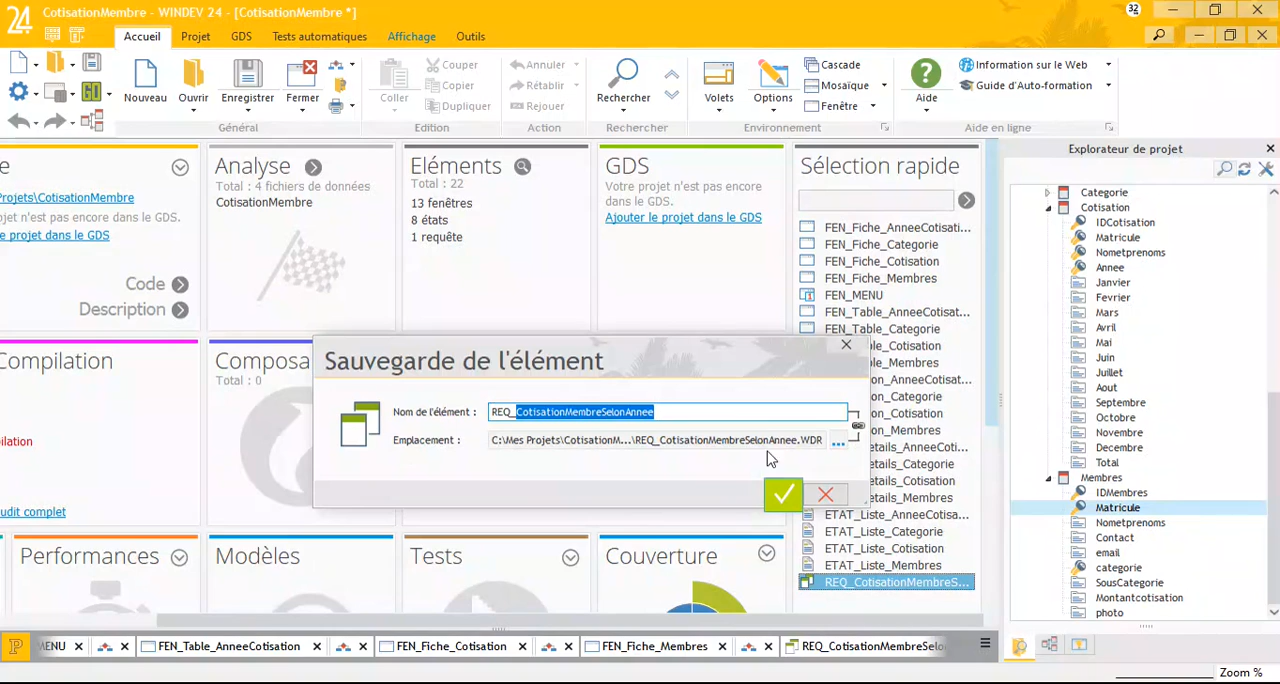 24 CotisationMembre - WINDEV 24 - [CotisationMembre *] 32
Accueil Projet GDS Tests automatiques Affichage Outils
Nouveau Ouvrir Enregistrer Fermer
Général
Coller Couper Copier Dupliquer
Edition
Annuler Rétablir Rejouer
Action
Rechercher
Rechercher
Volets Options Cascade Mosaïque Fenêtre
Environnement
Aide Information sur le Web Guide d'Auto-formation
Aide en ligne
GO
e
Projets\CotisationMembre
jet n'est pas encore dans le GDS.
e projet dans le GDS
Code
Description
Analyse
Total : 4 fichiers de données
CotisationMembre
Eléments
Total : 22
13 fenêtres
8 états
1 requête
GDS
Votre projet n'est pas encore
dans le GDS.
Ajouter le projet dans le GDS
Sélection rapide
FEN_Fiche_AnneeCotisati...
FEN_Fiche_Categorie
FEN_Fiche_Cotisation
FEN_Fiche_Membres
FEN_MENU
FEN_Table_AnneeCotisat...
FEN_Table_Categorie
Cotisation
Membres
on_AnneeCotisa...
on_Categorie
on_Cotisation
on_Membres
etails_AnneeCo...
etails_Categorie
etails_Cotisation
etails_Membres
ETAT_Liste_AnneeCotisa...
ETAT_Liste_Categorie
ETAT_Liste_Cotisation
ETAT_Liste_Membres
REQ_CotisationMembreS...
Compilation
ilation
udit complet
Composa
Total : 0
Sauvegarde de l'élément
Nom de l'élément : REQ_CotisationMembreSelonAnnee
Emplacement : C:\Mes Projets\CotisationM...\REQ_CotisationMembreSelonAnnee.WDR ...
Performances
Modèles
Tests
Couverture
Explorateur de projet
Categorie
Cotisation
IDCotisation
Matricule
Nometprenoms
Annee
Janvier
Fevrier
Mars
Avril
Mai
Juin
Juillet
Aout
Septembre
Octobre
Novembre
Decembre
Total
Membres
IDMembres
Matricule
Nometprenoms
Contact
email
categorie
SousCategorie
Montantcotisation
photo
MENU FEN_Table_AnneeCotisation FEN_Fiche_Cotisation FEN_Fiche_Membres REQ_CotisationMembreSelo
Zoom %